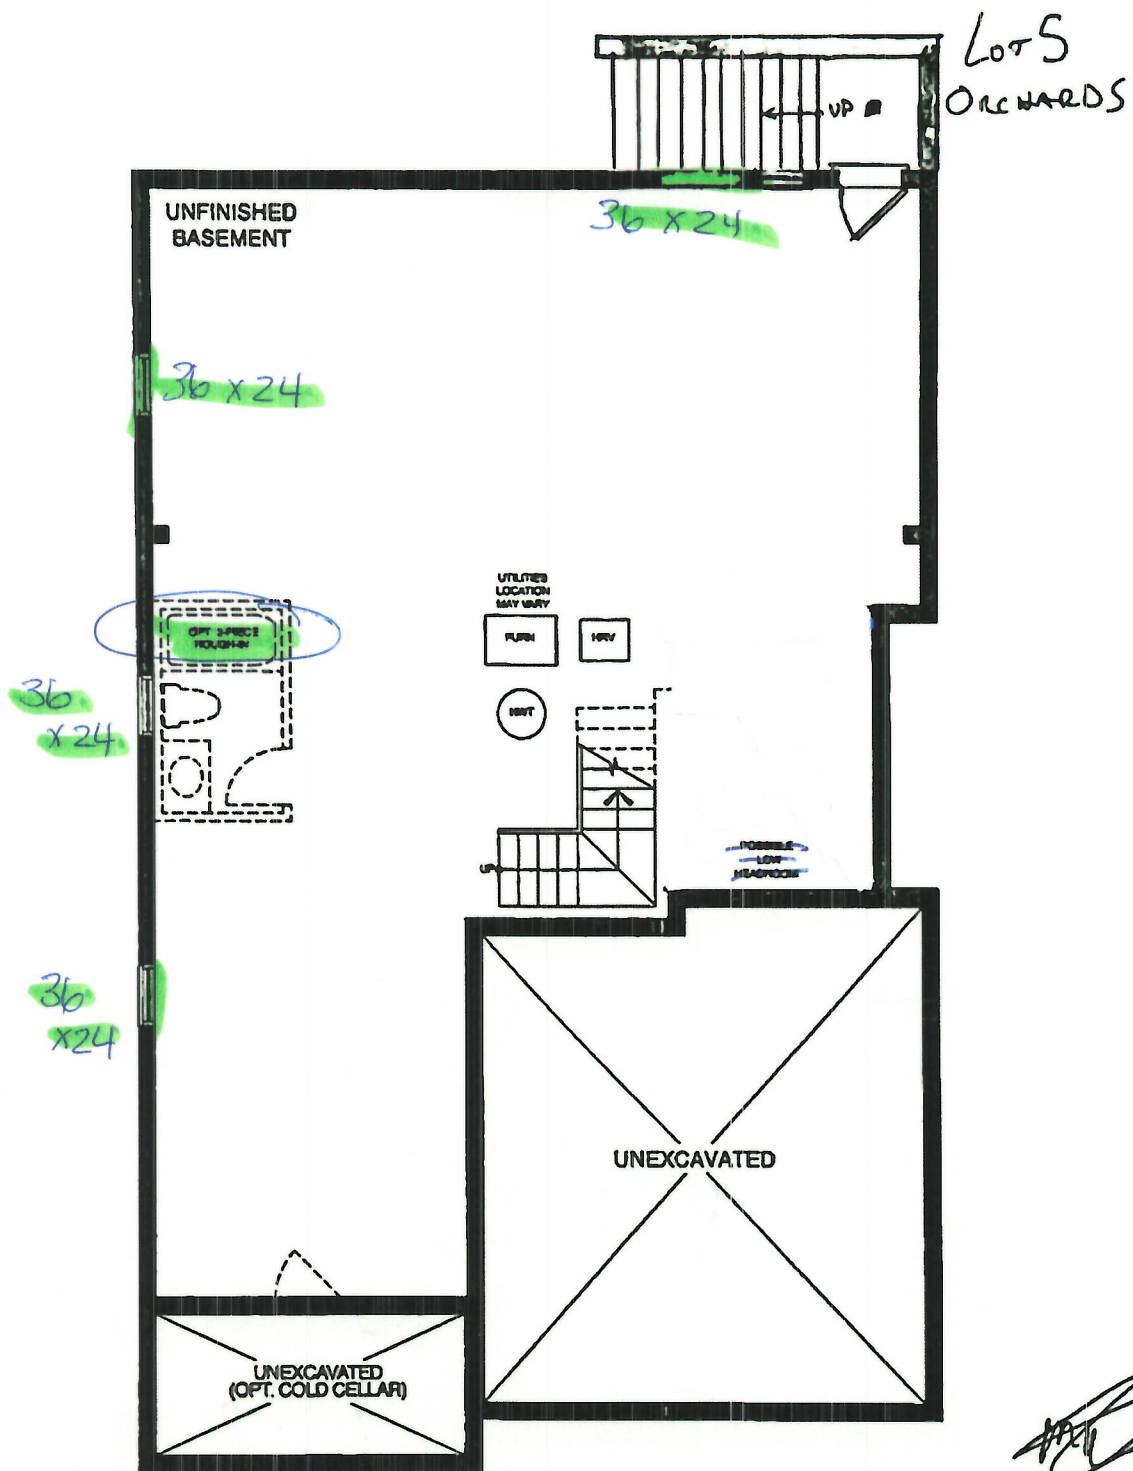 Lot 5
ORCHARDS
UP
UNFINISHED
BASEMENT
36 x 24
36 x 24
UTILITIES
LOCATION
MAY VARY
FURN
HRV
OPT 3-PIECE
ROUGH-IN
36
x 24
HWT
POSSIBLE
LOW
HEADROOM
UP
36
x24
UNEXCAVATED
UNEXCAVATED
(OPT. COLD CELLAR)